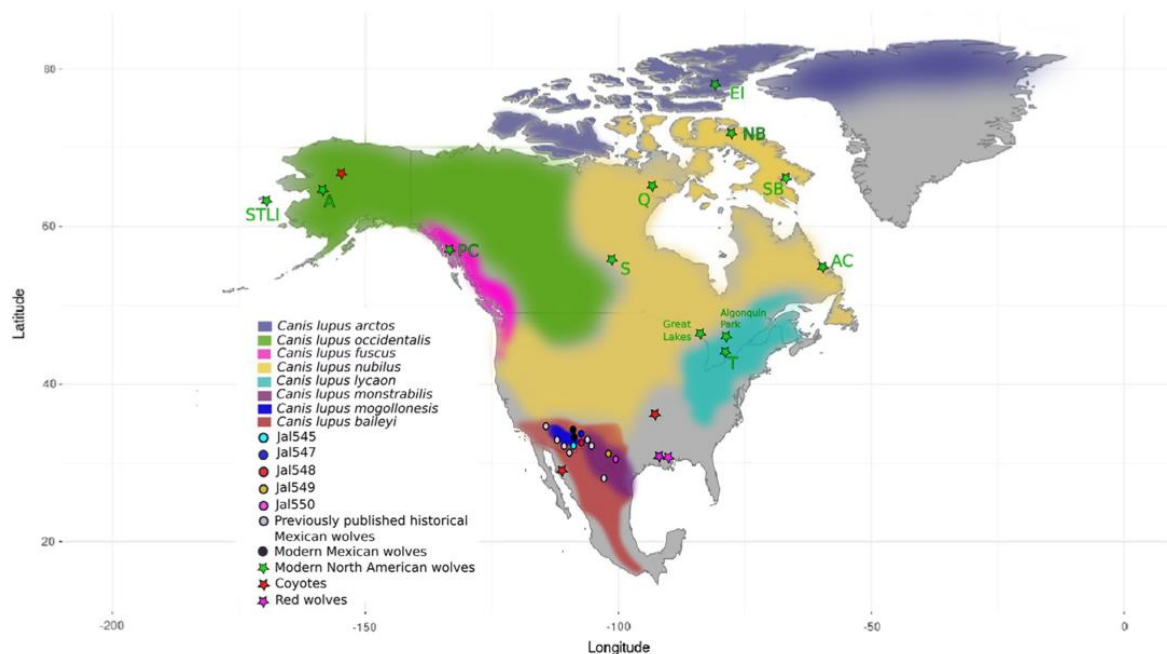 80
60
40
20
Latitude
-200
-150
-100
-50
0
Longitude
EI
NB
SB
Q
A
STLI
PC
S
AC
Great
Lakes
Algonquin
Park
T
Canis lupus arctos
Canis lupus occidentalis
Canis lupus fuscus
Canis lupus nubilus
Canis lupus lycaon
Canis lupus monstrabilis
Canis lupus mogollonesis
Canis lupus baileyi
Jal545
Jal547
Jal548
Jal549
Jal550
Previously published historical
Mexican wolves
Modern Mexican wolves
Modern North American wolves
Coyotes
Red wolves